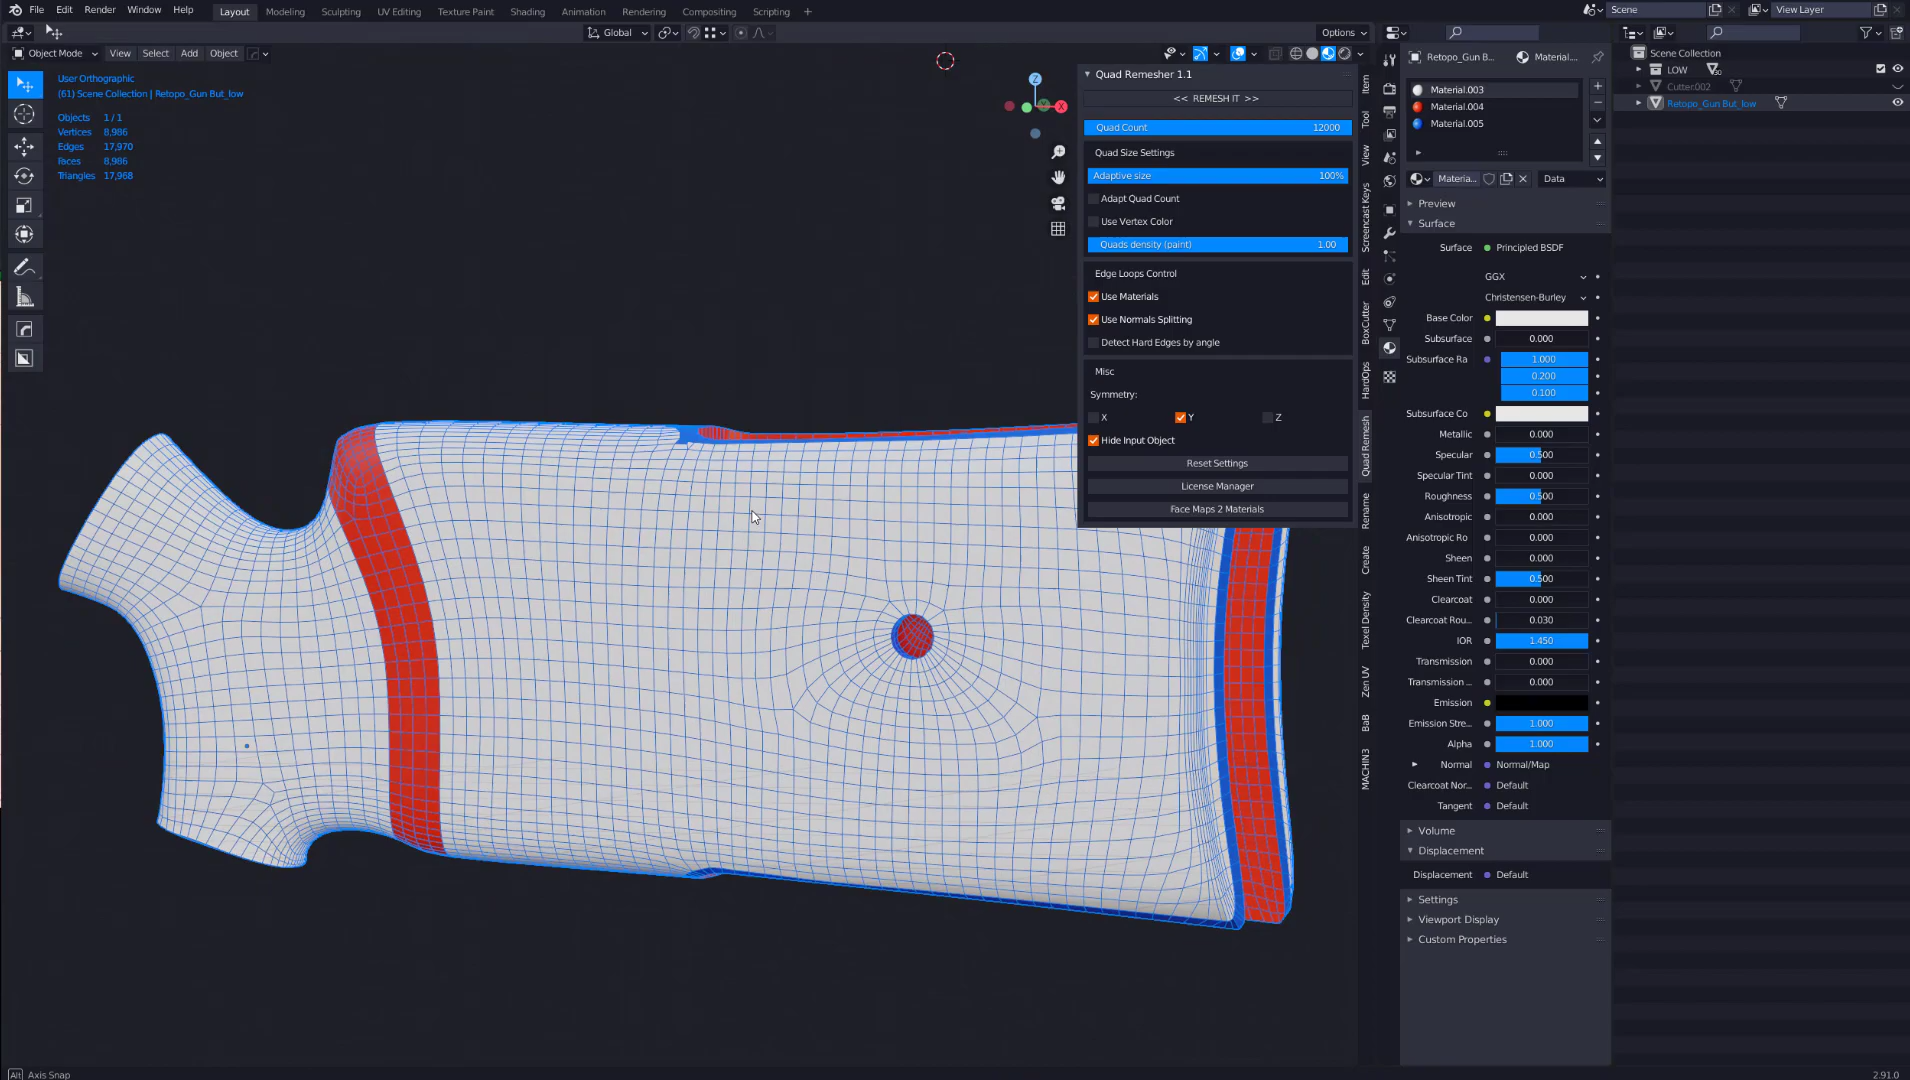 File Edit Render Window Help Layout Modeling Sculpting UV Editing Texture Paint Shading Animation Rendering Compositing Scripting + Scene View Layer
Global Options
Object Mode View Select Add Object
User Orthographic
(61) Scene Collection | Retopo_Gun But_low
Objects 1 / 1
Vertices 8,986
Edges 17,970
Faces 8,986
Triangles 17,968
Z
X
Quad Remesher 1.1
<< REMESH IT >>
Quad Count 12000
Quad Size Settings
Adaptive size 100%
Adapt Quad Count
Use Vertex Color
Quads density (paint) 1.00
Edge Loops Control
Use Materials
Use Normals Splitting
Detect Hard Edges by angle
Misc
Symmetry:
X Y Z
Hide Input Object
Reset Settings
License Manager
Face Maps 2 Materials
Item
Tool
View
Screencast Keys
Edit
BoxCutter
HardOps
Quad Remesh
Rename
Create
Texel Density
Zen UV
BaB
MACHIN3
Retopo_Gun B... Material....
Material.003
Material.004
Material.005
Materia... Data
Preview
Surface
Surface Principled BSDF
GGX
Christensen-Burley
Base Color
Subsurface 0.000
Subsurface Ra 1.000
0.200
0.100
Subsurface Co
Metallic 0.000
Specular 0.500
Specular Tint 0.000
Roughness 0.500
Anisotropic 0.000
Anisotropic Ro 0.000
Sheen 0.000
Sheen Tint 0.500
Clearcoat 0.000
Clearcoat Rou... 0.030
IOR 1.450
Transmission 0.000
Transmission ... 0.000
Emission
Emission Stre... 1.000
Alpha 1.000
Normal Normal/Map
Clearcoat Nor... Default
Tangent Default
Volume
Displacement
Displacement Default
Settings
Viewport Display
Custom Properties
Scene Collection
LOW
Cutter.002
Retopo_Gun But_low
Alt Axis Snap
2.91.0